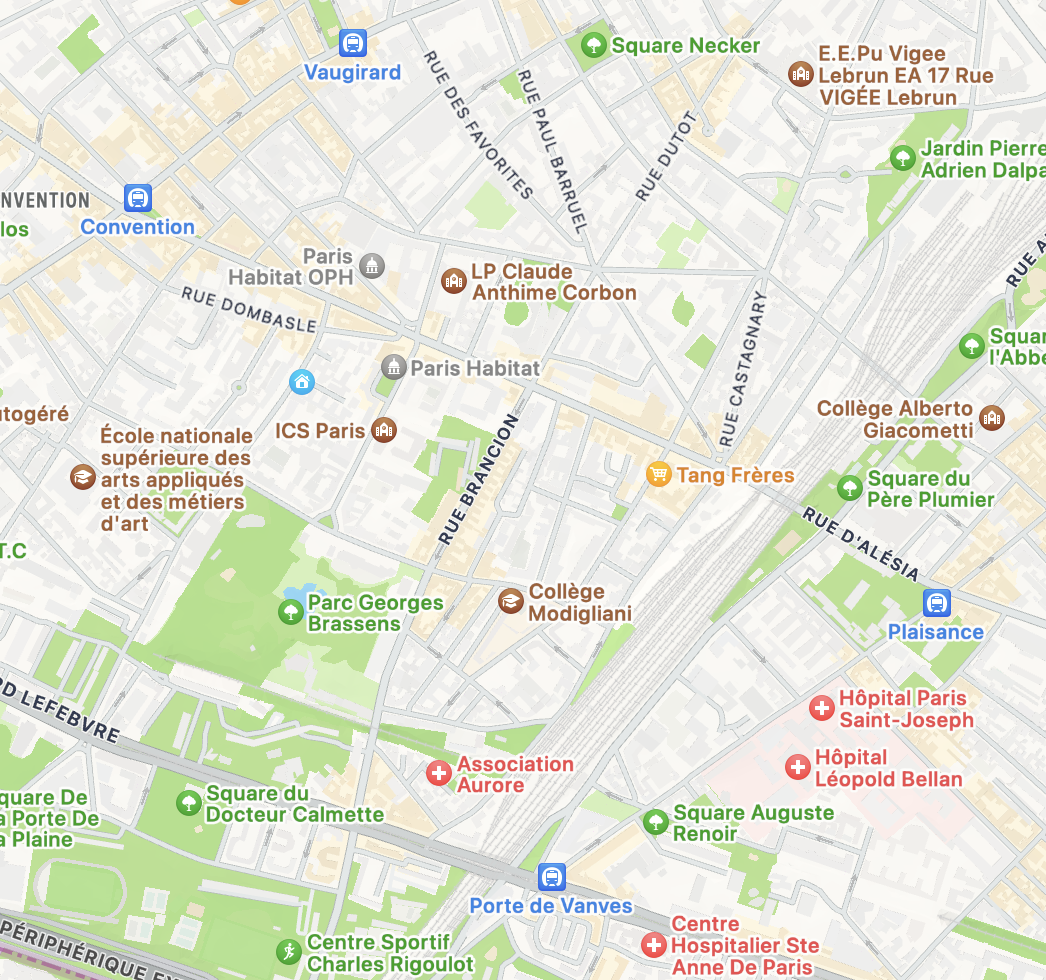 Square Necker
E.E.Pu Vigee
Lebrun EA 17 Rue
VIGÉE Lebrun
Vaugirard
RUE DES FAVORITES
RUE PAUL BARRUEL
RUE DUTOT
Jardin Pierre
Adrien Dalpa
NVENTION
Convention
los
Paris
Habitat OPH
LP Claude
Anthime Corbon
RUE A
RUE DOMBASLE
RUE CASTAGNARY
Squar
l'Abbe
Paris Habitat
togéré
École nationale
supérieure des
arts appliqués
et des métiers
d'art
ICS Paris
RUE BRANCION
Collège Alberto
Giacometti
Tang Frères
Square du
Père Plumier
RUE D'ALÉSIA
T.C
Parc Georges
Brassens
Collège
Modigliani
Plaisance
RD LEFEBVRE
Hôpital Paris
Saint-Joseph
Association
Aurore
Hôpital
Léopold Bellan
quare De
a Porte De
a Plaine
Square du
Docteur Calmette
Square Auguste
Renoir
Porte de Vanves
PÉRIPHÉRIQUE EX
Centre Sportif
Charles Rigoulot
Centre
Hospitalier Ste
Anne De Paris